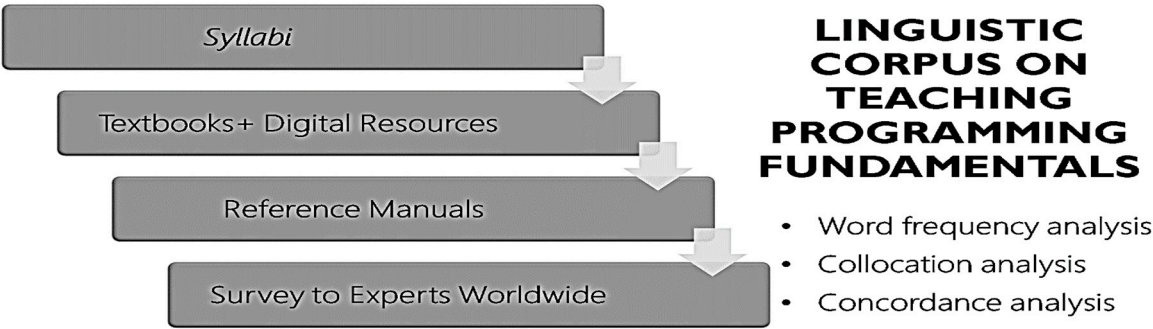 Syllabi
Textbooks+ Digital Resources
Reference Manuals
Survey to Experts Worldwide
LINGUISTIC
CORPUS ON
TEACHING
PROGRAMMING
FUNDAMENTALS
• Word frequency analysis
• Collocation analysis
• Concordance analysis